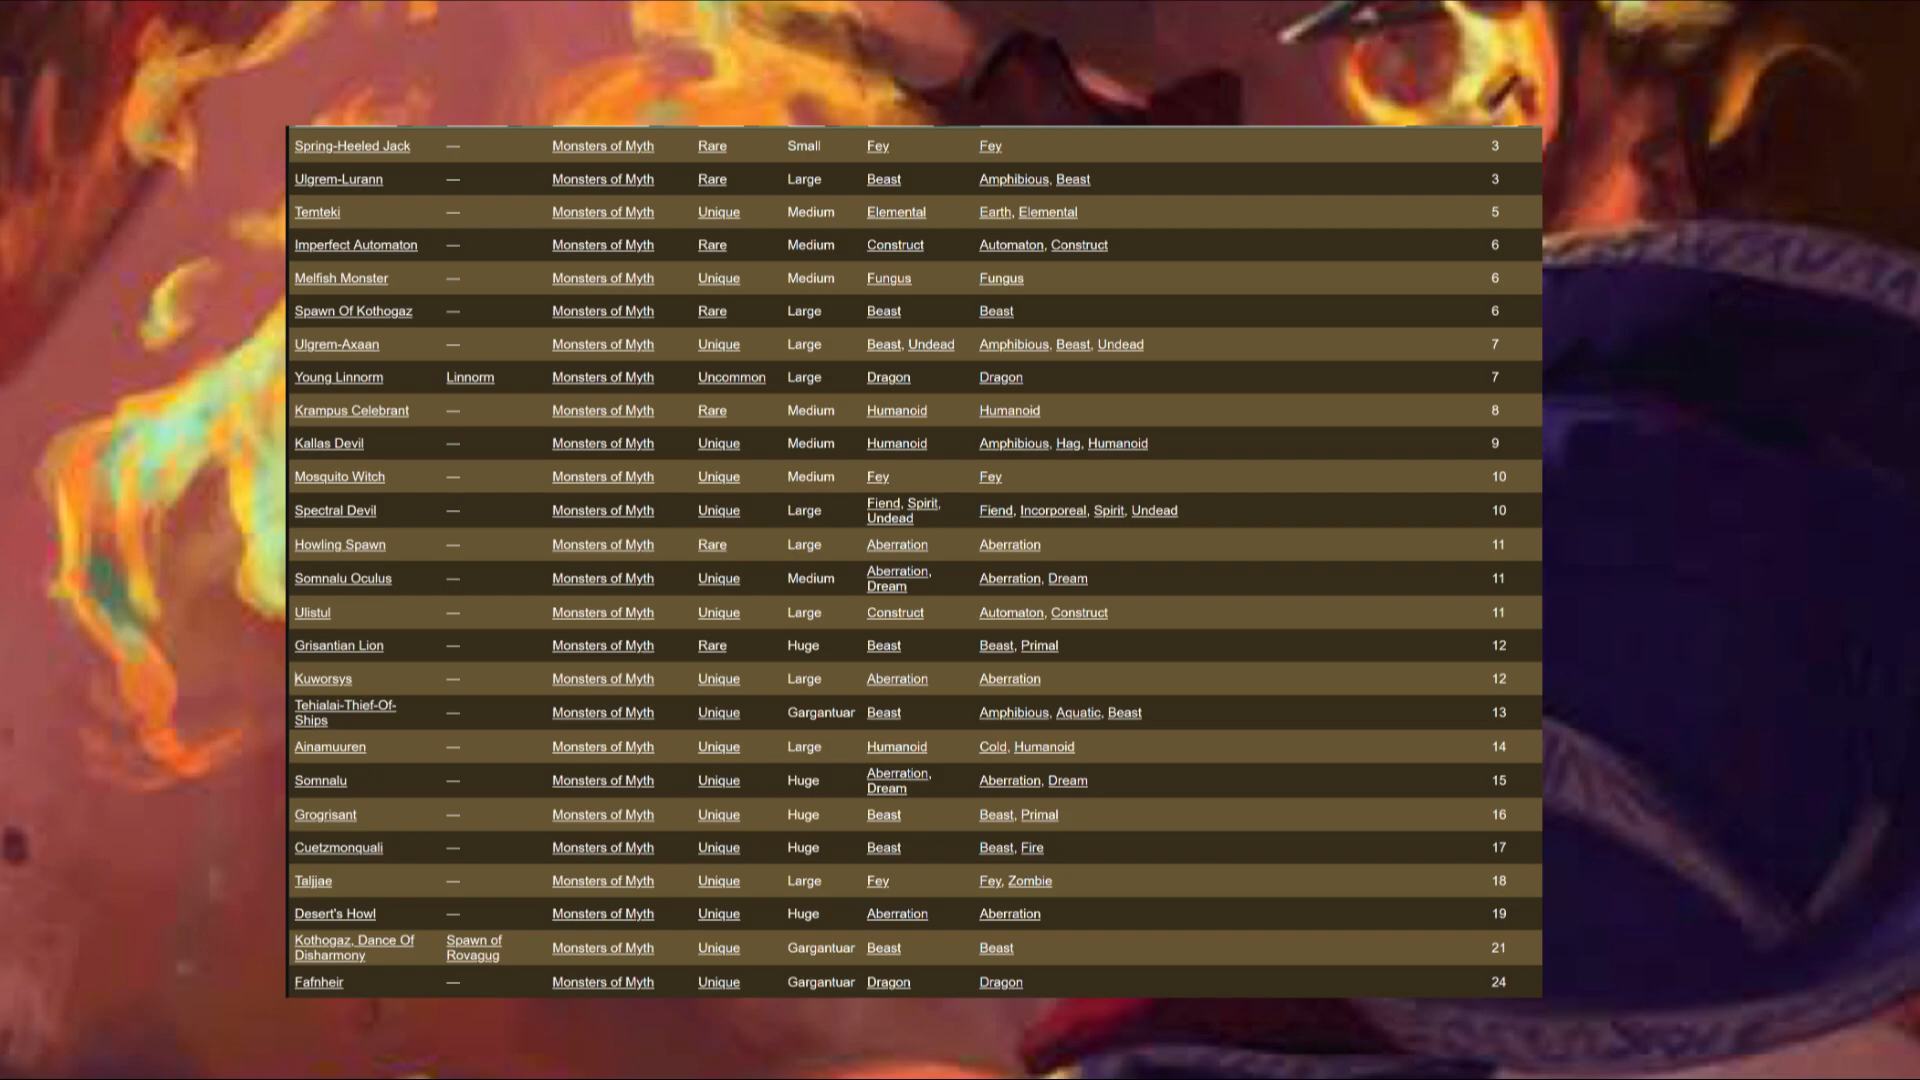 Spring-Heeled Jack — Monsters of Myth Rare Small Fey Fey 3
Ulgrem-Lurann — Monsters of Myth Rare Large Beast Amphibious, Beast 3
Temteki — Monsters of Myth Unique Medium Elemental Earth, Elemental 5
Imperfect Automaton — Monsters of Myth Rare Medium Construct Automaton, Construct 6
Melfish Monster — Monsters of Myth Unique Medium Fungus Fungus 6
Spawn Of Kothogaz — Monsters of Myth Rare Large Beast Beast 6
Ulgrem-Axaan — Monsters of Myth Unique Large Beast, Undead Amphibious, Beast, Undead 7
Young Linnorm Linnorm Monsters of Myth Uncommon Large Dragon Dragon 7
Krampus Celebrant — Monsters of Myth Rare Medium Humanoid Humanoid 8
Kallas Devil — Monsters of Myth Unique Medium Humanoid Amphibious, Hag, Humanoid 9
Mosquito Witch — Monsters of Myth Unique Medium Fey Fey 10
Spectral Devil — Monsters of Myth Unique Large Fiend, Spirit, Fiend, Incorporeal, Spirit, Undead 10
Undead
Howling Spawn — Monsters of Myth Rare Large Aberration Aberration 11
Somnalu Oculus — Monsters of Myth Unique Medium Aberration, Aberration, Dream 11
Dream
Ulistul — Monsters of Myth Unique Large Construct Automaton, Construct 11
Grisantian Lion — Monsters of Myth Rare Huge Beast Beast, Primal 12
Kuworsys — Monsters of Myth Unique Large Aberration Aberration 12
Tehialai-Thief-Of- — Monsters of Myth Unique Gargantuar Beast Amphibious, Aquatic, Beast 13
Ships
Ainamuuren — Monsters of Myth Unique Large Humanoid Cold, Humanoid 14
Somnalu — Monsters of Myth Unique Huge Aberration, Aberration, Dream 15
Dream
Grogrisant — Monsters of Myth Unique Huge Beast Beast, Primal 16
Cuetzmonquali — Monsters of Myth Unique Huge Beast Beast, Fire 17
Taljjae — Monsters of Myth Unique Large Fey Fey, Zombie 18
Desert's Howl — Monsters of Myth Unique Huge Aberration Aberration 19
Kothogaz, Dance Of Spawn of Monsters of Myth Unique Gargantuar Beast Beast 21
Disharmony Rovagug
Fafnheir — Monsters of Myth Unique Gargantuar Dragon Dragon 24